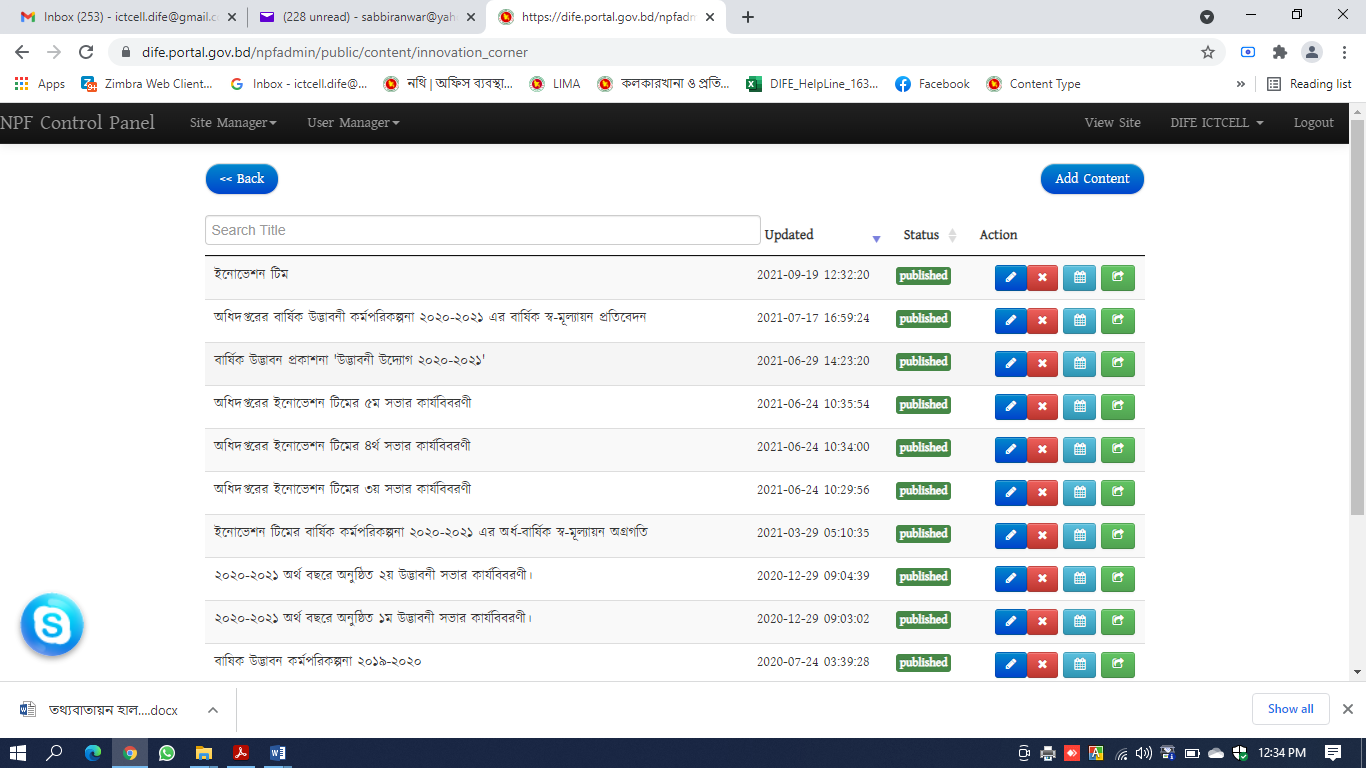 Inbox (253) - ictcell.dife@gmail.c
(228 unread) - sabbiranwar@yah
https://dife.portal.gov.bd/npfadm
dife.portal.gov.bd/npfadmin/public/content/innovation_corner
Apps Zimbra Web Client... Inbox - ictcell.dife@... নথি | অফিস ব্যবস্থা... LIMA কলকারখানা ও প্রতি... DIFE_HelpLine_163... Facebook Content Type » Reading list
NPF Control Panel Site Manager User Manager View Site DIFE ICTCELL Logout
<< Back Add Content
Search Title Updated Status Action
ইনোভেশন টিম 2021-09-19 12:32:20 published
অধিদপ্তরের বার্ষিক উদ্ভাবনী কর্মপরিকল্পনা ২০২০-২০২১ এর বার্ষিক স্ব-মূল্যায়ন প্রতিবেদন 2021-07-17 16:59:24 published
বার্ষিক উদ্ভাবন প্রকাশনা 'উদ্ভাবনী উদ্যোগ ২০২০-২০২১' 2021-06-29 14:23:20 published
অধিদপ্তরের ইনোভেশন টিমের ৫ম সভার কার্যবিবরণী 2021-06-24 10:35:54 published
অধিদপ্তরের ইনোভেশন টিমের ৪র্থ সভার কার্যবিবরণী 2021-06-24 10:34:00 published
অধিদপ্তরের ইনোভেশন টিমের ৩য় সভার কার্যবিবরণী 2021-06-24 10:29:56 published
ইনোভেশন টিমের বার্ষিক কর্মপরিকল্পনা ২০২০-২০২১ এর অর্ধ-বার্ষিক স্ব-মূল্যায়ন অগ্রগতি 2021-03-29 05:10:35 published
২০২০-২০২১ অর্থ বছরে অনুষ্ঠিত ২য় উদ্ভাবনী সভার কার্যবিবরণী। 2020-12-29 09:04:39 published
২০২০-২০২১ অর্থ বছরে অনুষ্ঠিত ১ম উদ্ভাবনী সভার কার্যবিবরণী। 2020-12-29 09:03:02 published
বাষিক উদ্ভাবন কর্মপরিকল্পনা ২০১৯-২০২০ 2020-07-24 03:39:28 published
তথ্যবাতায়ন হাল....docx Show all
12:34 PM